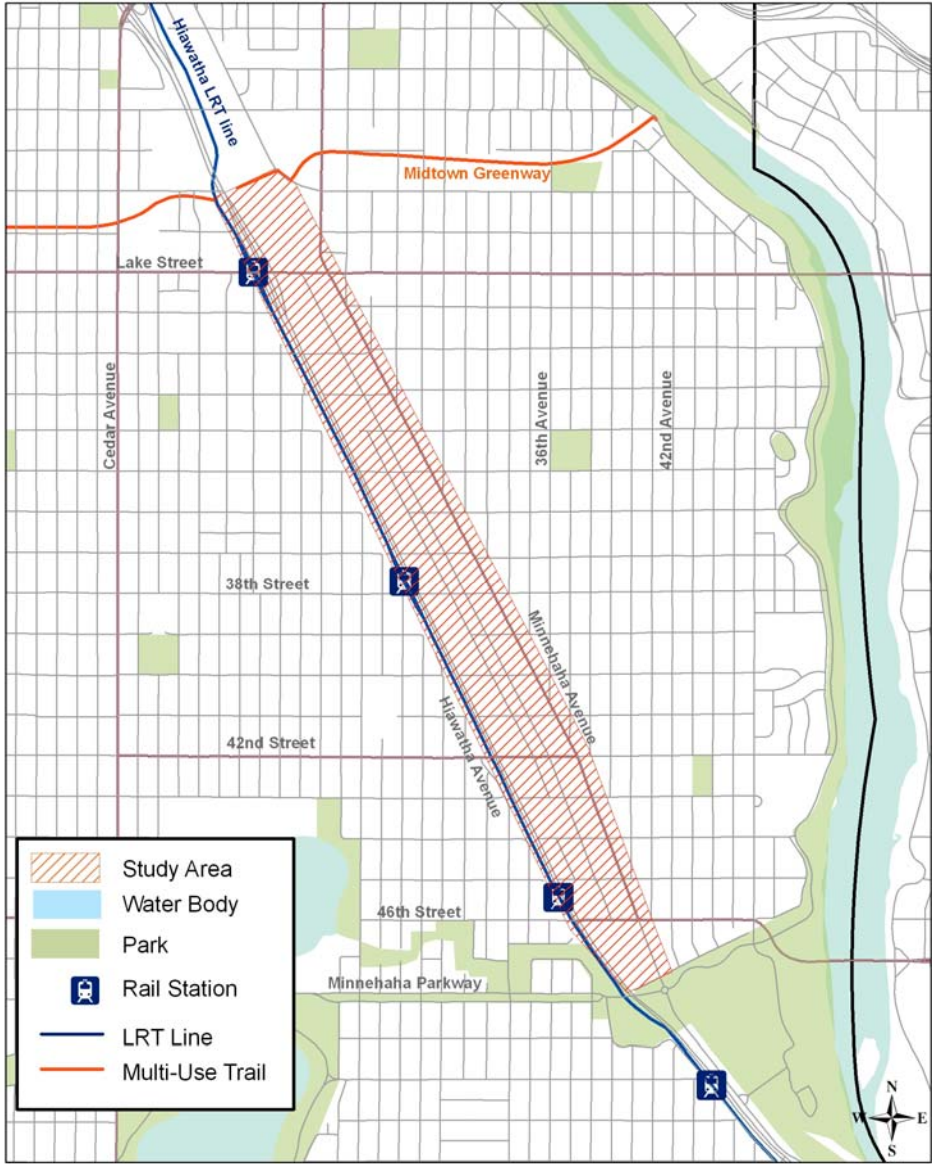 Hiawatha LRT line
Midtown Greenway
Lake Street
Cedar Avenue
36th Avenue
42nd Avenue
38th Street
Minnehaha Avenue
Hiawatha Avenue
42nd Street
46th Street
Minnehaha Parkway
Study Area
Water Body
Park
Rail Station
LRT Line
Multi-Use Trail
N
W E
S